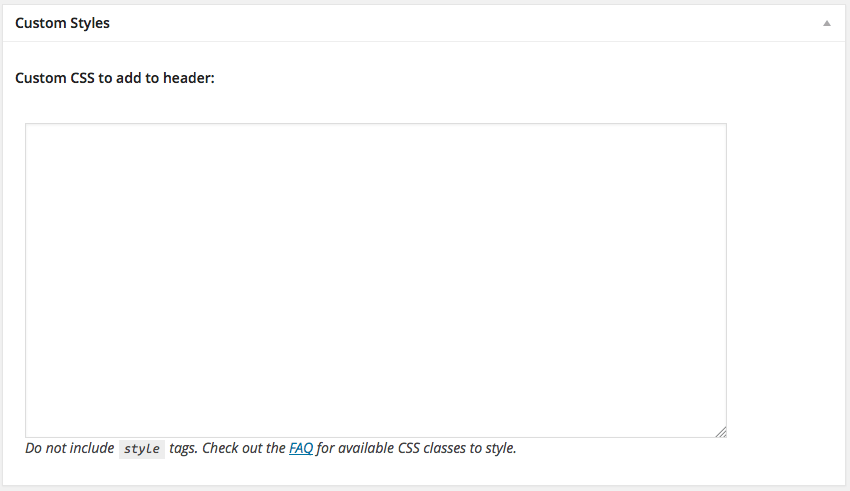 Custom Styles
Custom CSS to add to header:
Do not include style tags. Check out the FAQ for available CSS classes to style.